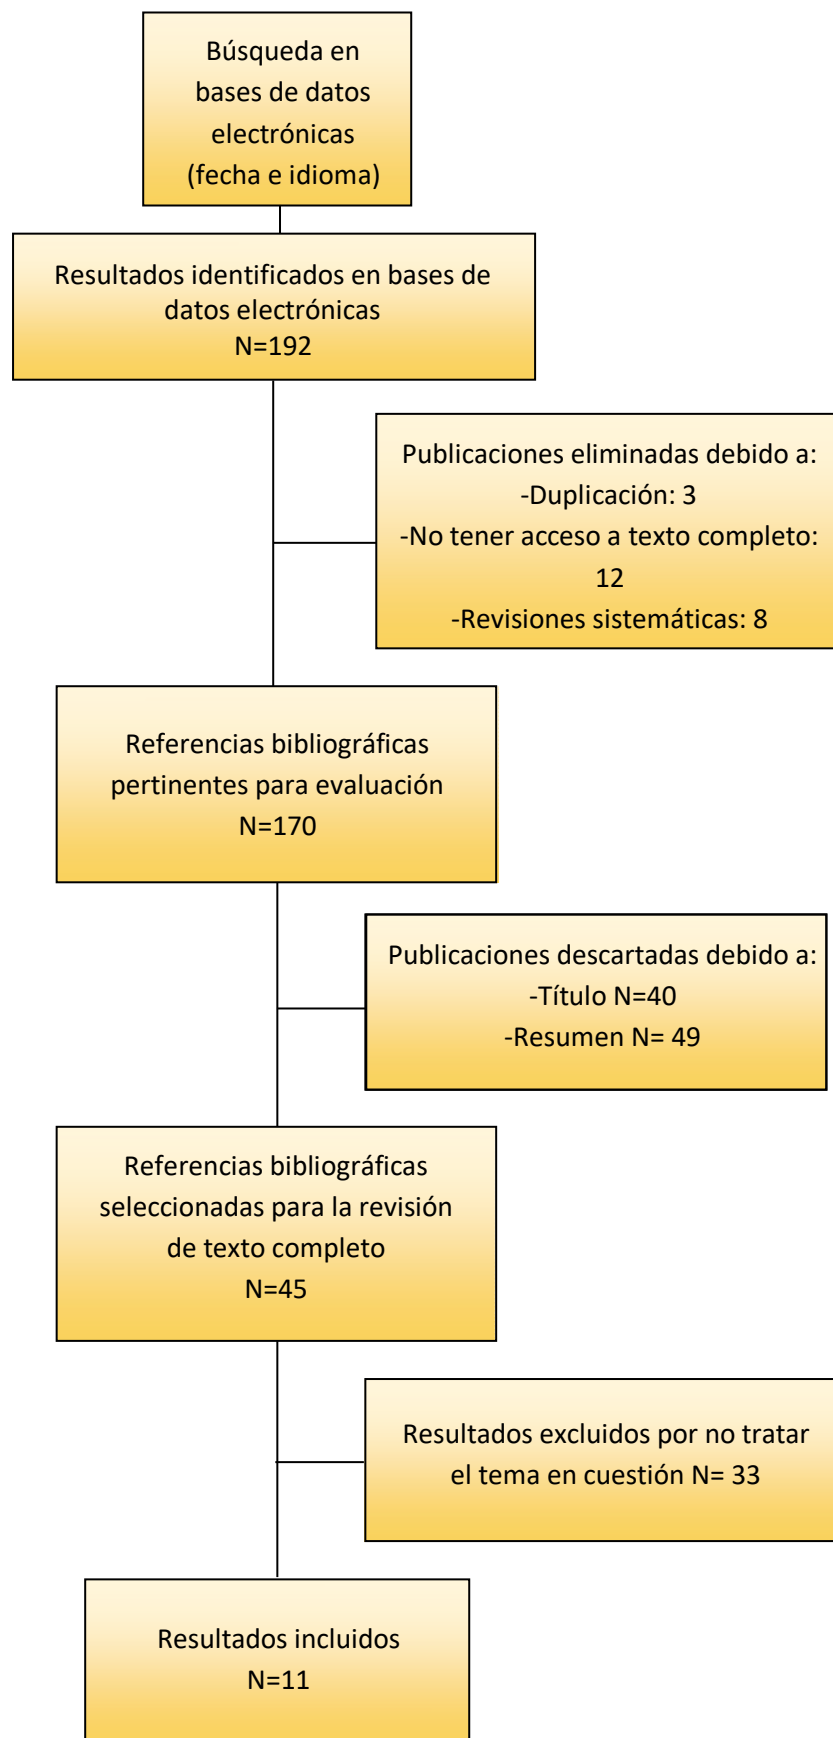 Búsqueda en
bases de datos
electrónicas
(fecha e idioma)
Resultados identificados en bases de
datos electrónicas
N=192
Publicaciones eliminadas debido a:
-Duplicación: 3
-No tener acceso a texto completo:
12
-Revisiones sistemáticas: 8
Referencias bibliográficas
pertinentes para evaluación
N=170
Publicaciones descartadas debido a:
-Título N=40
-Resumen N= 49
Referencias bibliográficas
seleccionadas para la revisión
de texto completo
N=45
Resultados excluidos por no tratar
el tema en cuestión N= 33
Resultados incluidos
N=11